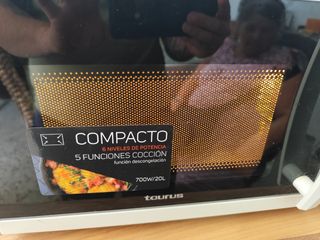 COMPACTO
6 NIVELES DE POTENCIA
5 FUNCIONES COCCIÓN
función descongelación
700W/20L
taurus